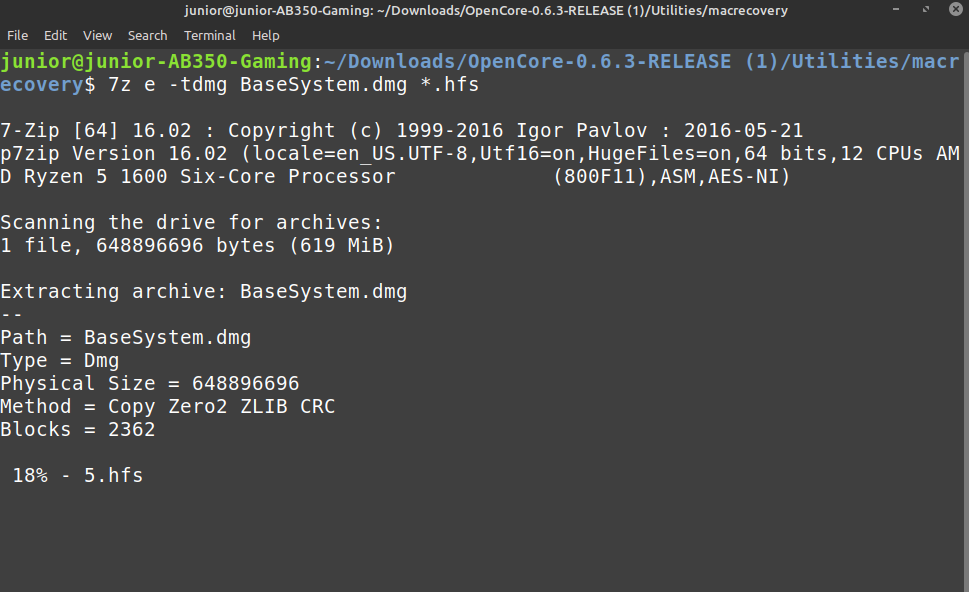 junior@junior-AB350-Gaming: ~/Downloads/OpenCore-0.6.3-RELEASE (1)/Utilities/macrecovery
File Edit View Search Terminal Help
junior@junior-AB350-Gaming:~/Downloads/OpenCore-0.6.3-RELEASE (1)/Utilities/macr
ecovery$ 7z e -tdmg BaseSystem.dmg *.hfs
7-Zip [64] 16.02 : Copyright (c) 1999-2016 Igor Pavlov : 2016-05-21
p7zip Version 16.02 (locale=en_US.UTF-8,Utf16=on,HugeFiles=on,64 bits,12 CPUs AM
D Ryzen 5 1600 Six-Core Processor             (800F11),ASM,AES-NI)
Scanning the drive for archives:
1 file, 648896696 bytes (619 MiB)
Extracting archive: BaseSystem.dmg
--
Path = BaseSystem.dmg
Type = Dmg
Physical Size = 648896696
Method = Copy Zero2 ZLIB CRC
Blocks = 2362
18% - 5.hfs